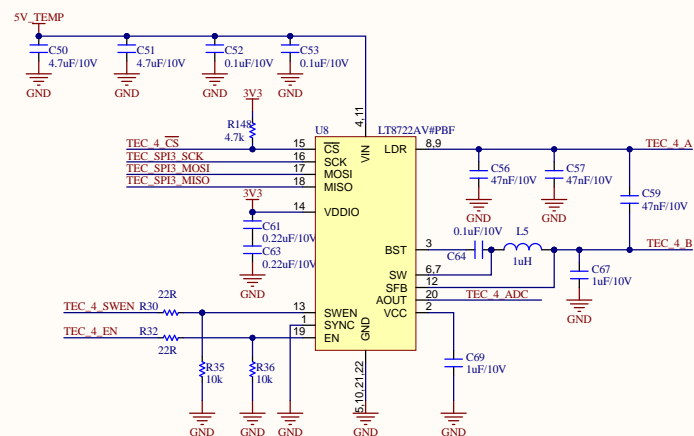 5V_TEMP
C50
4.7uF/10V
C51
4.7uF/10V
C52
0.1uF/10V
C53
0.1uF/10V
GND
GND
GND
GND
3V3
R148
4.7k
U8
LT8722AV#PBF
4,11
VIN
TEC_4_CS
15
CS
TEC_SPI3_SCK
16
SCK
TEC_SPI3_MOSI
17
MOSI
TEC_SPI3_MISO
18
MISO
LDR
8,9
TEC_4_A
C56
47nF/10V
C57
47nF/10V
C59
47nF/10V
GND
GND
3V3
14
VDDIO
C61
0.22uF/10V
C63
0.22uF/10V
GND
0.1uF/10V
L5
BST
3
C64
1uH
TEC_4_B
SW
6,7
SFB
12
AOUT
20
TEC_4_ADC
VCC
2
C67
1uF/10V
GND
22R
TEC_4_SWEN
R30
13
SWEN
1
SYNC
TEC_4_EN
R32
19
EN
22R
GND
R35
10k
R36
10k
C69
1uF/10V
5,10,21,22
GND
GND
GND
GND
GND